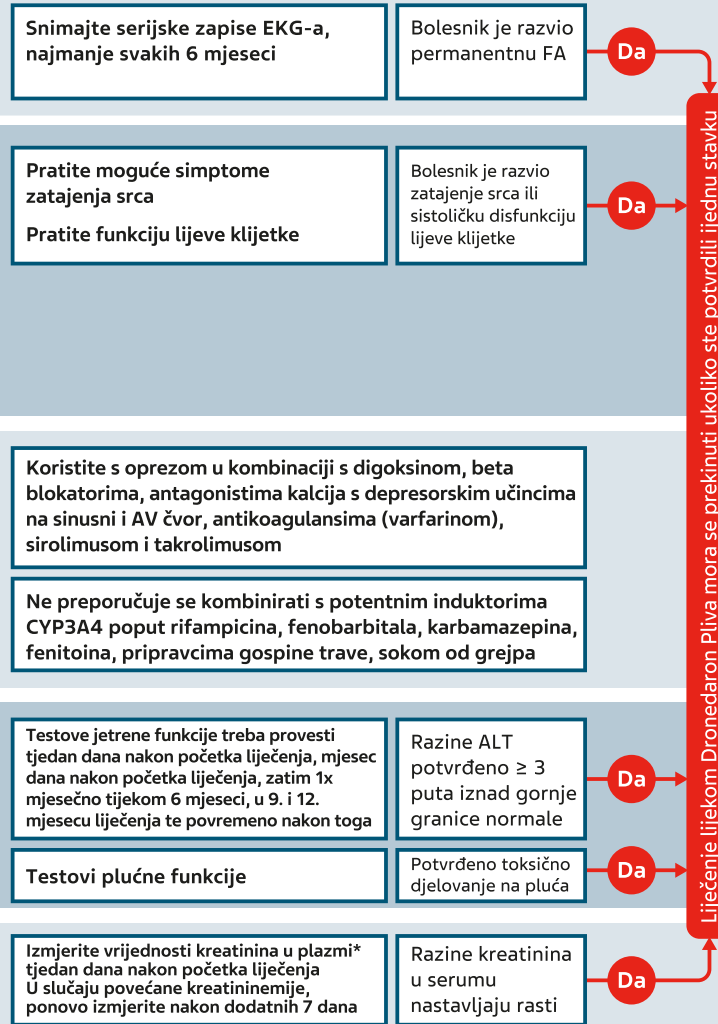 Snimajte serijske zapise EKG-a,
najmanje svakih 6 mjeseci
Bolesnik je razvio
permanentnu FA
Da
Pratite moguće simptome
zatajenja srca
Pratite funkciju lijeve klijetke
Bolesnik je razvio
zatajenje srca ili
sistoličku disfunkciju
lijeve klijetke
Da
Koristite s oprezom u kombinaciji s digoksinom, beta
blokatorima, antagonistima kalcija s depresorskim učincima
na sinusni i AV čvor, antikoagulansima (varfarinom),
sirolimusom i takrolimusom
Ne preporučuje se kombinirati s potentnim induktorima
CYP3A4 poput rifampicina, fenobarbitala, karbamazepina,
fenitoina, pripravcima gospine trave, sokom od grejpa
Testove jetrene funkcije treba provesti
tjedan dana nakon početka liječenja, mjesec
dana nakon početka liječenja, zatim 1x
mjesečno tijekom 6 mjeseci, u 9. i 12.
mjesecu liječenja te povremeno nakon toga
Razine ALT
potvrđeno ≥ 3
puta iznad gornje
granice normale
Da
Testovi plućne funkcije
Potvrđeno toksično
djelovanje na pluća
Da
Izmjerite vrijednosti kreatinina u plazmi*
tjedan dana nakon početka liječenja
U slučaju povećane kreatininemije,
ponovo izmjerite nakon dodatnih 7 dana
Razine kreatinina
u serumu
nastavljaju rasti
Da
Liječenje lijekom Dronedaron Pliva mora se prekinuti ukoliko ste potvrdili ijednu stavku